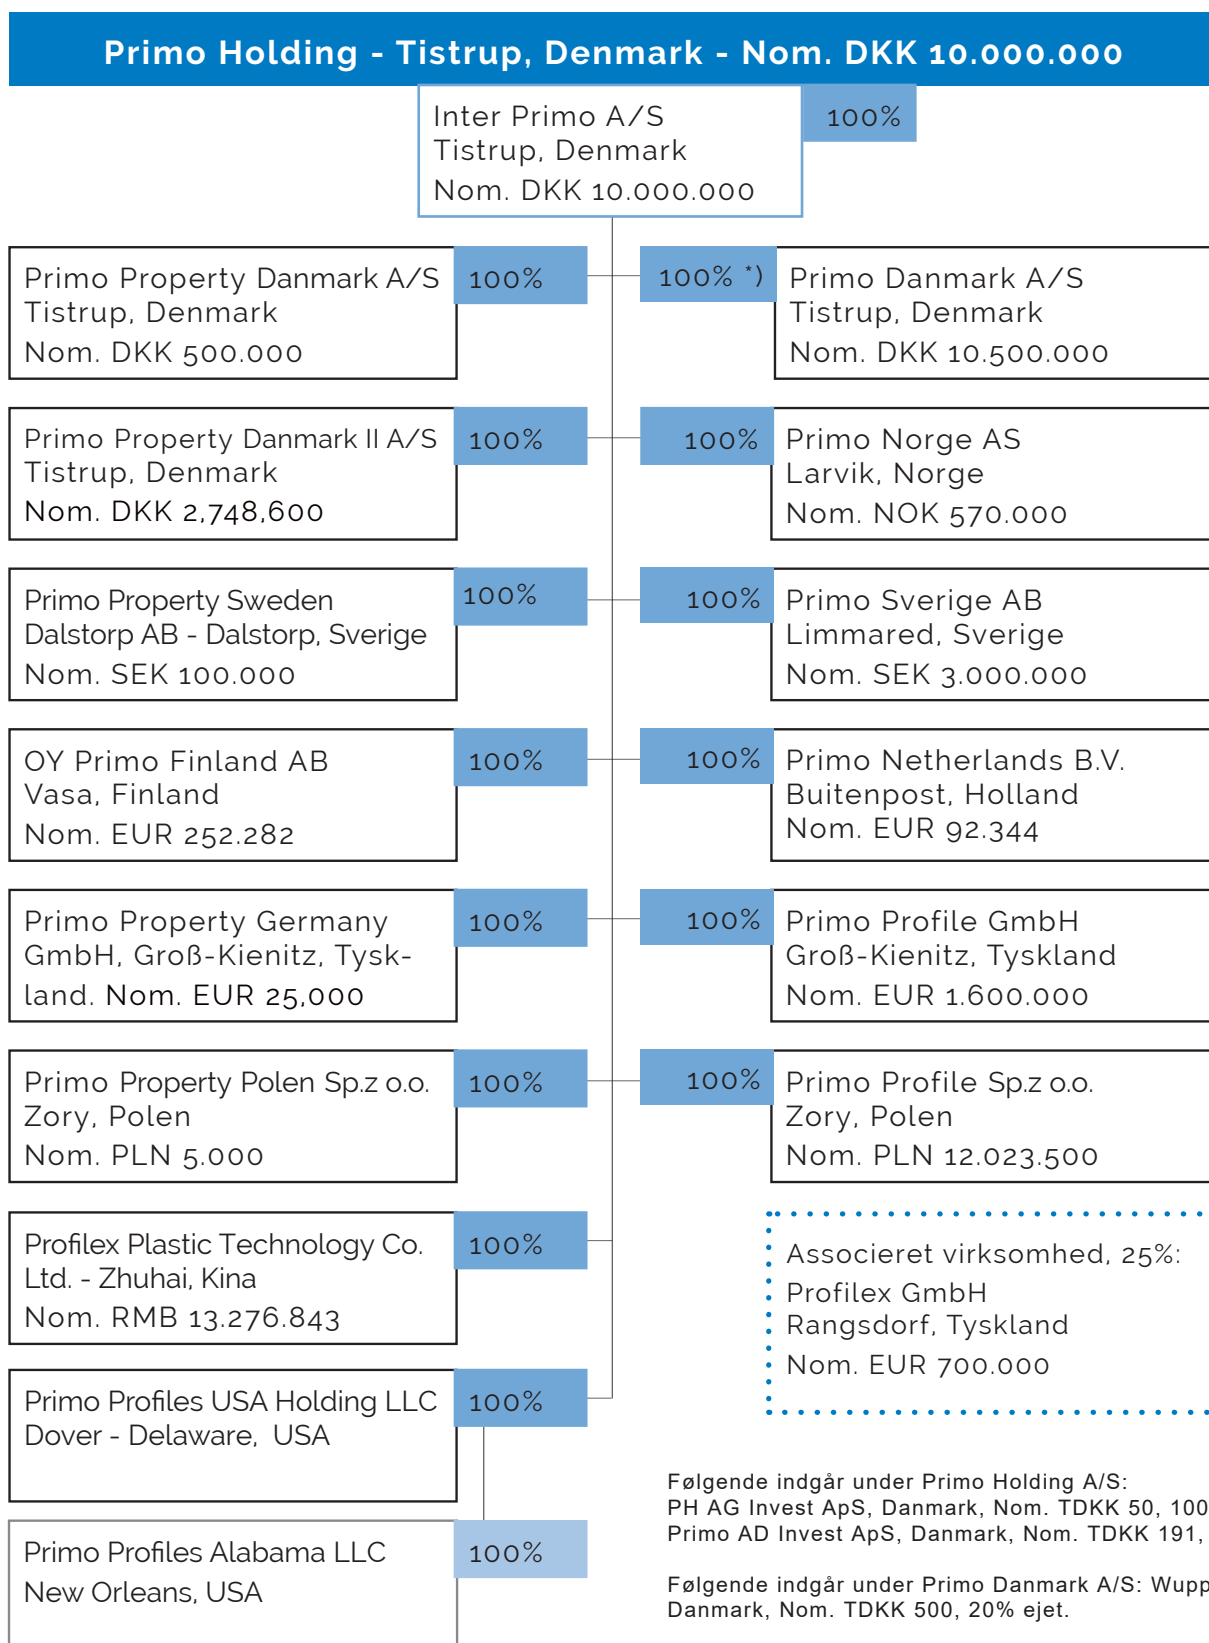 Primo Holding - Tistrup, Denmark - Nom. DKK 10.000.000
Inter Primo A/S
Tistrup, Denmark
Nom. DKK 10.000.000
100%
Primo Property Danmark A/S
Tistrup, Denmark
Nom. DKK 500.000
100%
100% *)
Primo Danmark A/S
Tistrup, Denmark
Nom. DKK 10.500.000
Primo Property Danmark II A/S
Tistrup, Denmark
Nom. DKK 2,748,600
100%
100%
Primo Norge AS
Larvik, Norge
Nom. NOK 570.000
Primo Property Sweden
Dalstorp AB - Dalstorp, Sverige
Nom. SEK 100.000
100%
100%
Primo Sverige AB
Limmared, Sverige
Nom. SEK 3.000.000
OY Primo Finland AB
Vasa, Finland
Nom. EUR 252.282
100%
100%
Primo Netherlands B.V.
Buitenpost, Holland
Nom. EUR 92.344
Primo Property Germany
GmbH, Groß-Kienitz, Tysk-
land. Nom. EUR 25,000
100%
100%
Primo Profile GmbH
Groß-Kienitz, Tyskland
Nom. EUR 1.600.000
Primo Property Polen Sp.z o.o.
Zory, Polen
Nom. PLN 5.000
100%
100%
Primo Profile Sp.z o.o.
Zory, Polen
Nom. PLN 12.023.500
Profilex Plastic Technology Co.
Ltd. - Zhuhai, Kina
Nom. RMB 13.276.843
100%
Associeret virksomhed, 25%:
Profilex GmbH
Rangsdorf, Tyskland
Nom. EUR 700.000
Primo Profiles USA Holding LLC
Dover - Delaware, USA
100%
Primo Profiles Alabama LLC
New Orleans, USA
100%
Følgende indgår under Primo Holding A/S:
PH AG Invest ApS, Danmark, Nom. TDKK 50, 100
Primo AD Invest ApS, Danmark, Nom. TDKK 191,
Følgende indgår under Primo Danmark A/S: Wupp
Danmark, Nom. TDKK 500, 20% ejet.